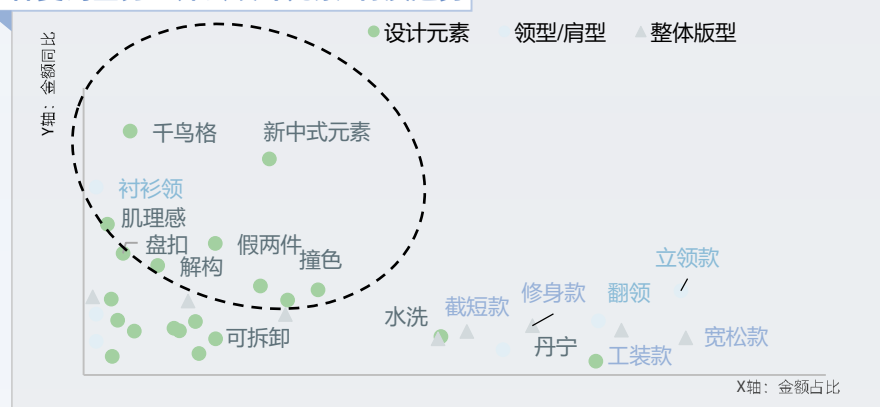 设计元素 领型/肩型 整体版型
Y轴：金额同比
千鸟格 新中式元素
衬衫领
肌理感
盘扣 假两件
解构 撞色
立领款
截短款 修身款 翻领
水洗
可拆卸 丹宁 宽松款
工装款
X轴：金额占比